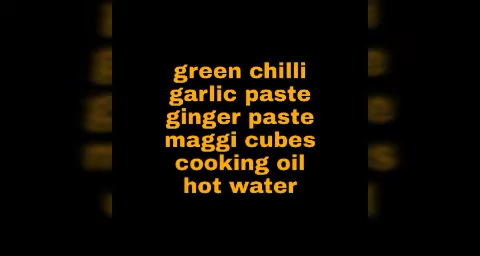 green chilli
garlic paste
ginger paste
maggi cubes
cooking oil
hot water